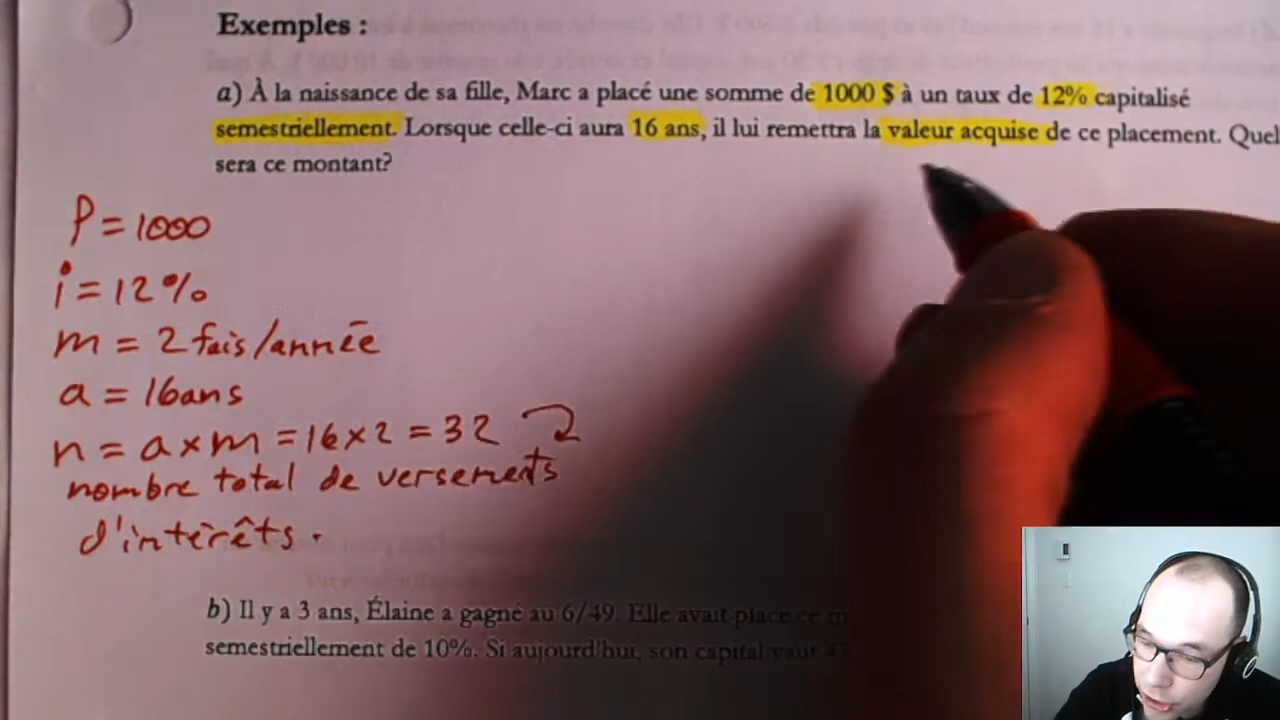 Exemples :
a) À la naissance de sa fille, Marc a placé une somme de 1000 $ à un taux de 12% capitalisé
semestriellement. Lorsque celle-ci aura 16 ans, il lui remettra la valeur acquise de ce placement. Quel
sera ce montant?
P = 1000
i = 12%
m = 2 fais/année
a = 16ans
n = a x m = 16 x 2 = 32
nombre total de versements
d'intérêts.
b) Il y a 3 ans, Élaine a gagné au 6/49. Elle avait placé ce
semestriellement de 10%. Si aujourd'hui, son capital vaut